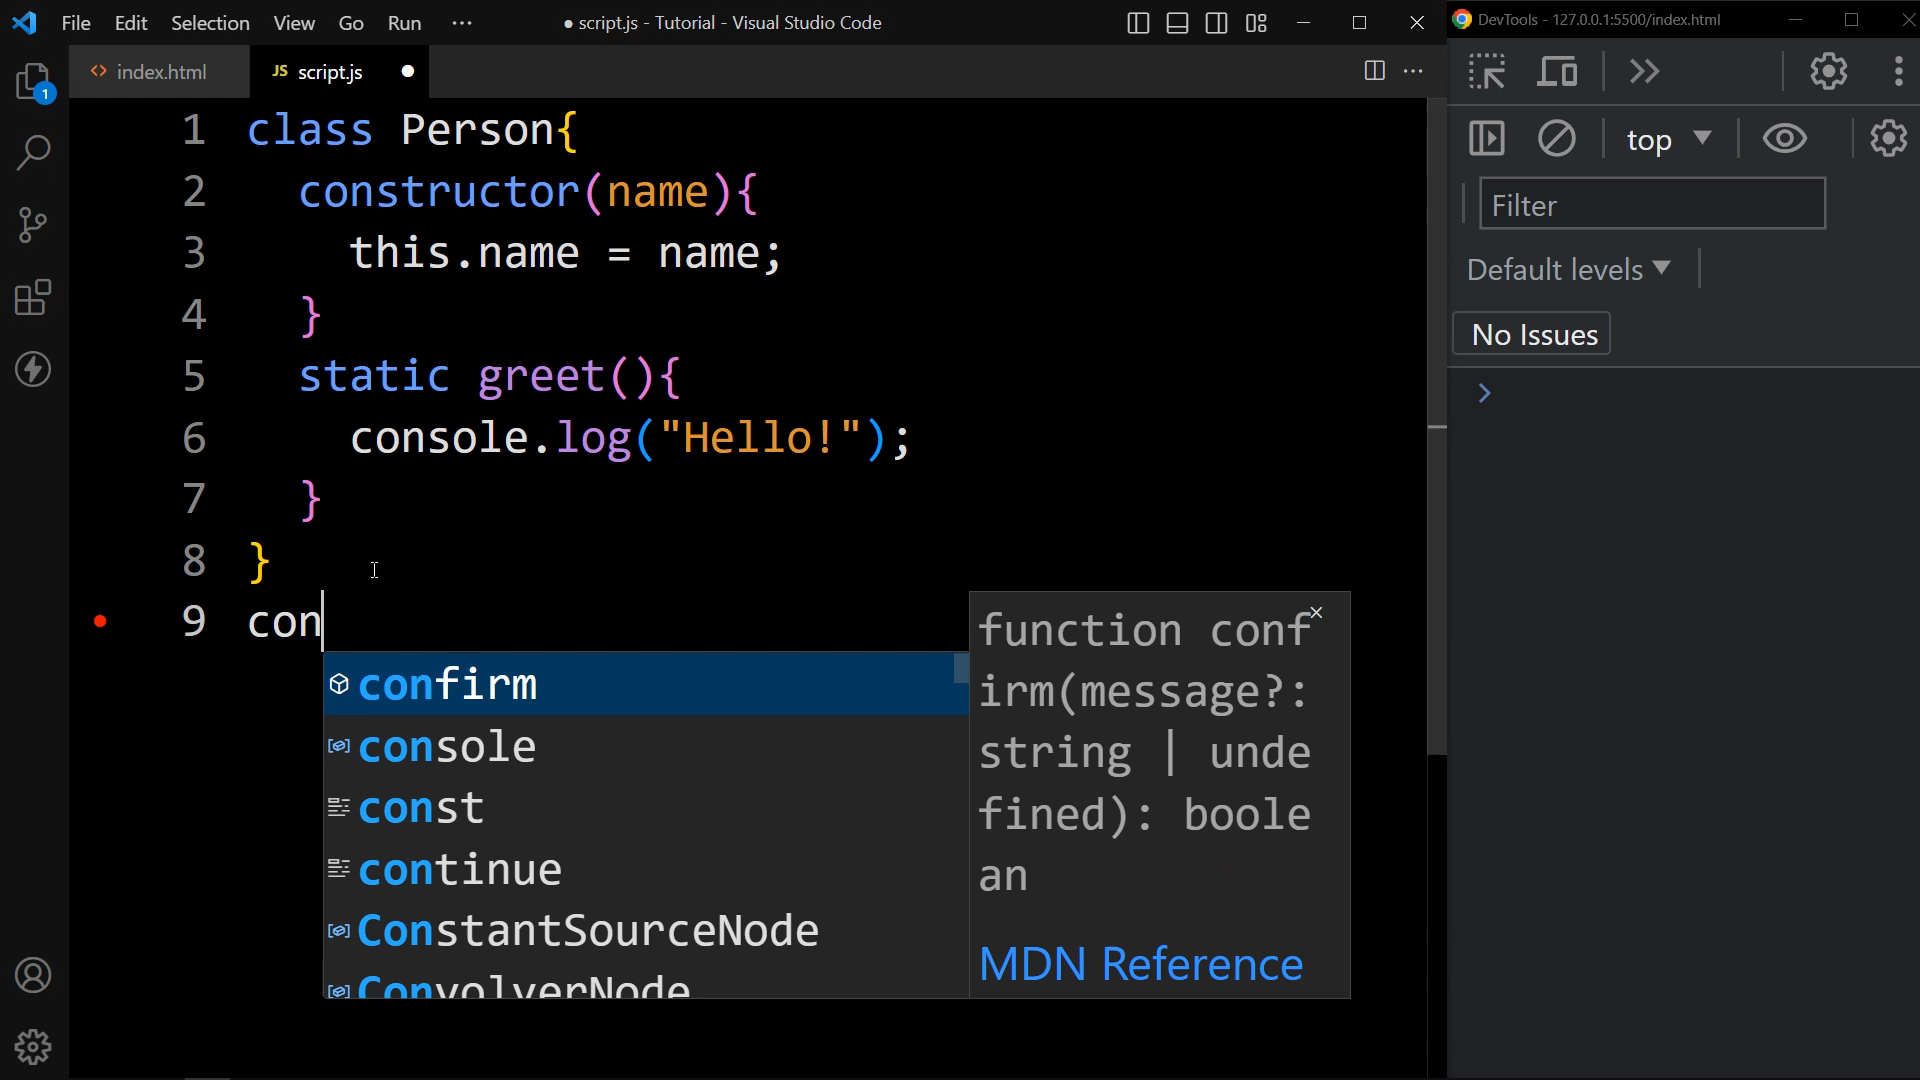 File Edit Selection View Go Run ··· ● script.js - Tutorial - Visual Studio Code
DevTools - 127.0.0.1:5500/index.html
<> index.html JS script.js
1
top
Filter
Default levels
No Issues
1 class Person{
2 constructor(name){
3 this.name = name;
4 }
5 static greet(){
6 console.log("Hello!");
7 }
8 }
9 con
confirm
console
const
continue
ConstantSourceNode
ConvolverNode
function conf
irm(message?:
string | unde
fined): boole
an
MDN Reference